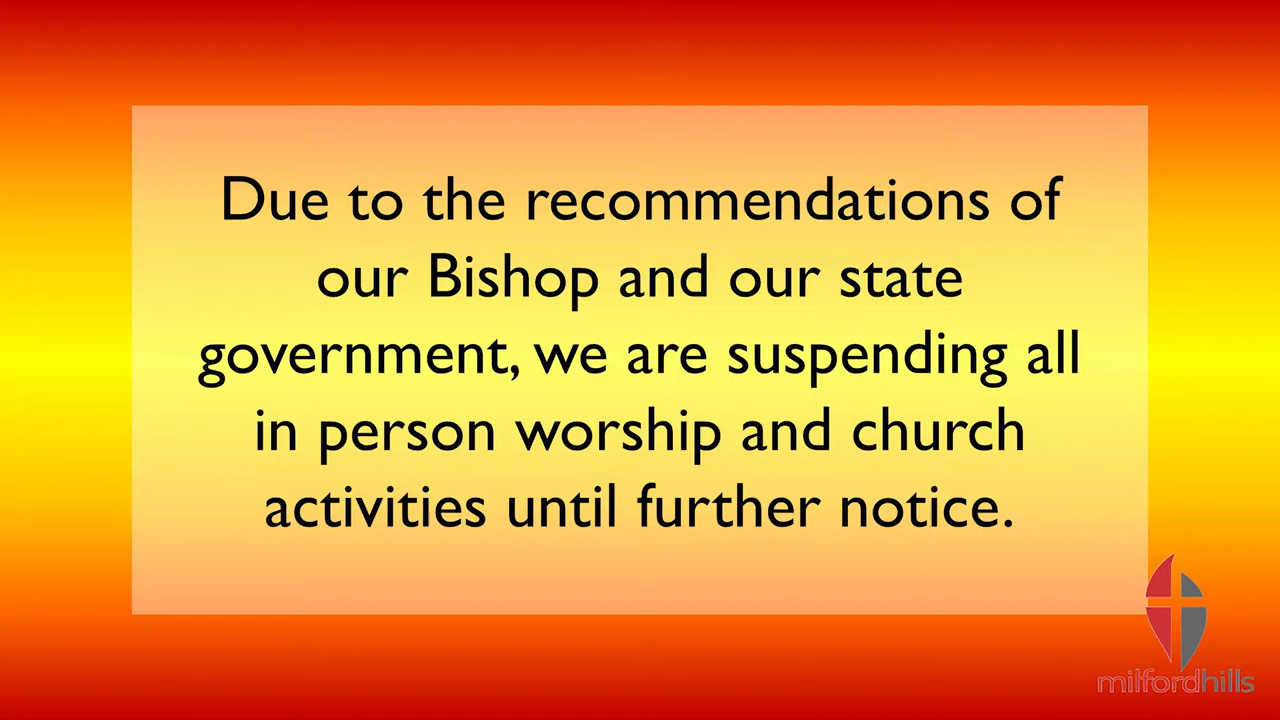 Due to the recommendations of
our Bishop and our state
government, we are suspending all
in person worship and church
activities until further notice.
milfordhills